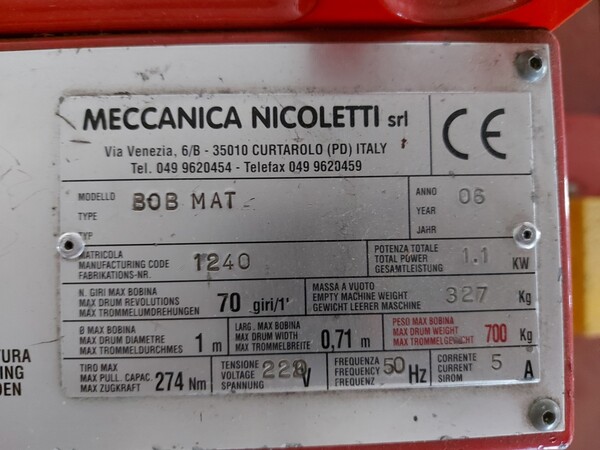 MECCANICA NICOLETTI srl
Via Venezia, 6/B - 35010 CURTAROLO (PD) ITALY
Tel. 049 9620454 - Telefax 049 9620459
CE
MODELLO
TYPE
BOB MAT
ANNO
YEAR
JAHR
06
MATRICOLA
MANUFACTURING CODE
FABRIKATIONS-NR.
1240
POTENZA TOTALE
TOTAL POWER
GESAMTLEISTUNG
1.1 KW
N. GIRI MAX BOBINA
MAX DRUM REVOLUTIONS
MAX TROMMELUMDREHUNGEN
70 giri/1'
MASSA A VUOTO
EMPTY MACHINE WEIGHT
GEWICHT LEERER MASCHINE
327 Kg
Ø MAX BOBINA
MAX DRUM DIAMETRE
MAX TROMMELDURCHMES
1 m
LARG. MAX BOBINA
MAX DRUM WIDTH
MAX TROMMELBREITE
0,71 m
PESO MAX BOBINA
MAX DRUM WEIGHT
MAX TROMMELGEWICHT
700 Kg
TIRO MAX
MAX PULL. CAPAC.
MAX ZUGKRAFT
274 Nm
TENSIONE
VOLTAGE
SPANNUNG
V
FREQUENZA
FREQUENCY
FREQUENZ
50 Hz
CORRENTE
CURRENT
SIROM
5 A
TURA
ING
DEN